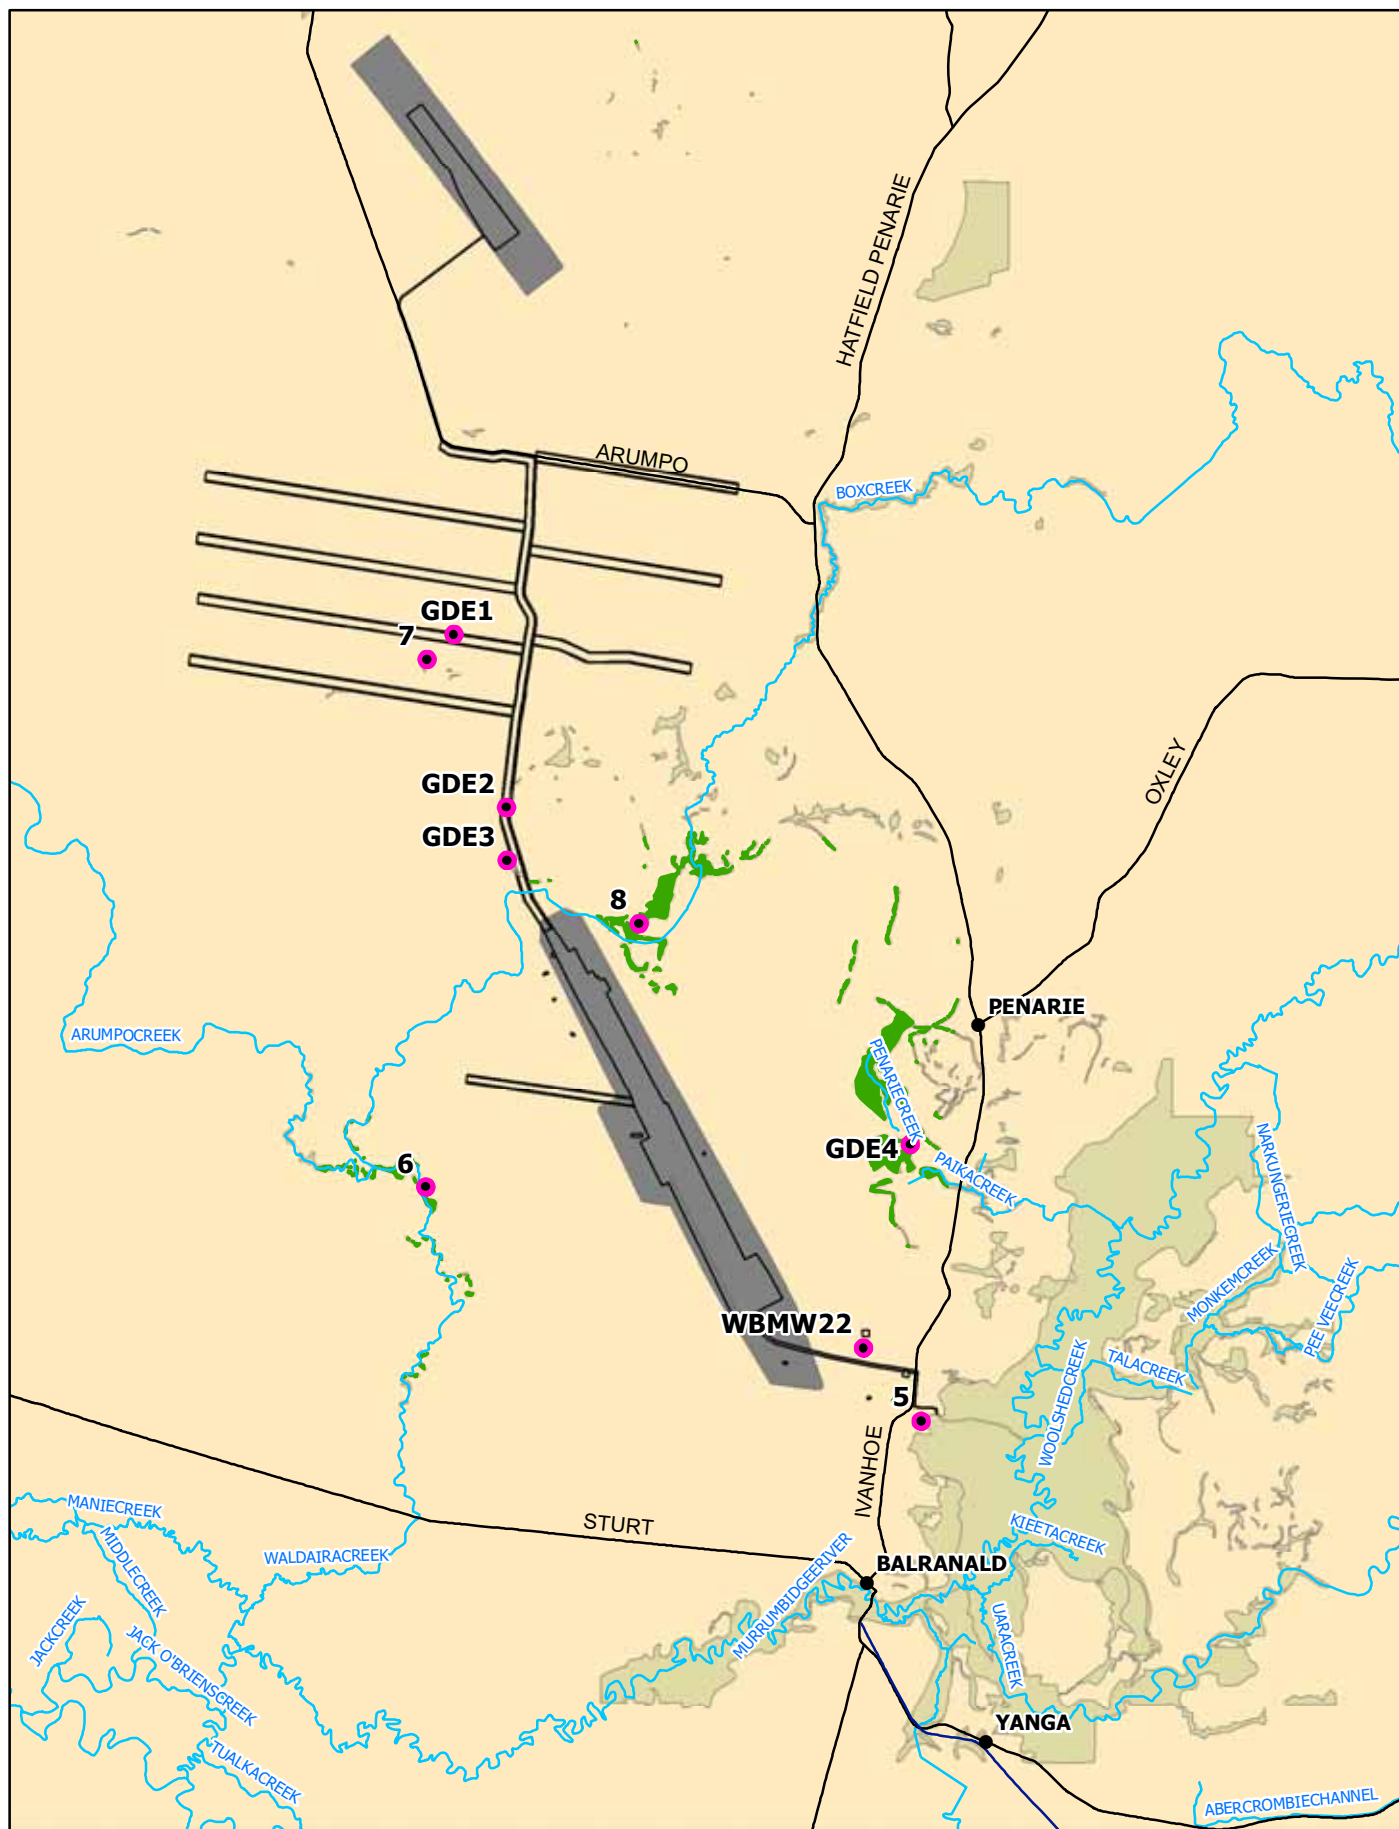 HATFIELD PENARIE
ARUMPO
BOXCREEK
GDE1
7
OXLEY
GDE2
GDE3
8
PENARIE
ARUMPOCREEK
PENARIECREEK
GDE4
PAIKACREEK
NARKUNGERIECREEK
6
MONKEMCREEK
PEE VEECREEK
WBMW22
TALACREEK
WOOLSHEDCREEK
5
IVANHOE
MANIECREEK
MIDDLECREEK
STURT
KIEETACREEK
WALDAIRACREEK
BALRANALD
MURRUMBIDGEERIVER
JACKCREEK
UARACREEK
JACK O'BRIENSCREEK
YANGA
TUALKACREEK
ABERCROMBIECHANNEL